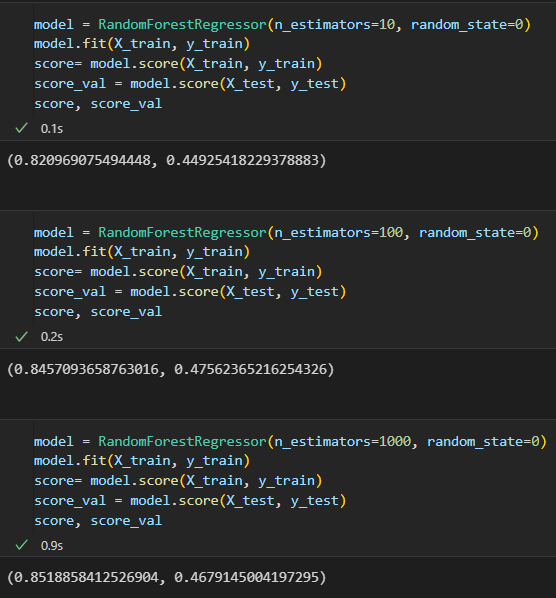 model = RandomForestRegressor(n_estimators=10, random_state=0)
model.fit(X_train, y_train)
score= model.score(X_train, y_train)
score_val = model.score(X_test, y_test)
score, score_val
✓ 0.1s
(0.820969075494448, 0.44925418229378883)
model = RandomForestRegressor(n_estimators=100, random_state=0)
model.fit(X_train, y_train)
score= model.score(X_train, y_train)
score_val = model.score(X_test, y_test)
score, score_val
✓ 0.2s
(0.8457093658763016, 0.47562365216254326)
model = RandomForestRegressor(n_estimators=1000, random_state=0)
model.fit(X_train, y_train)
score= model.score(X_train, y_train)
score_val = model.score(X_test, y_test)
score, score_val
✓ 0.9s
(0.8518858412526904, 0.4679145004197295)